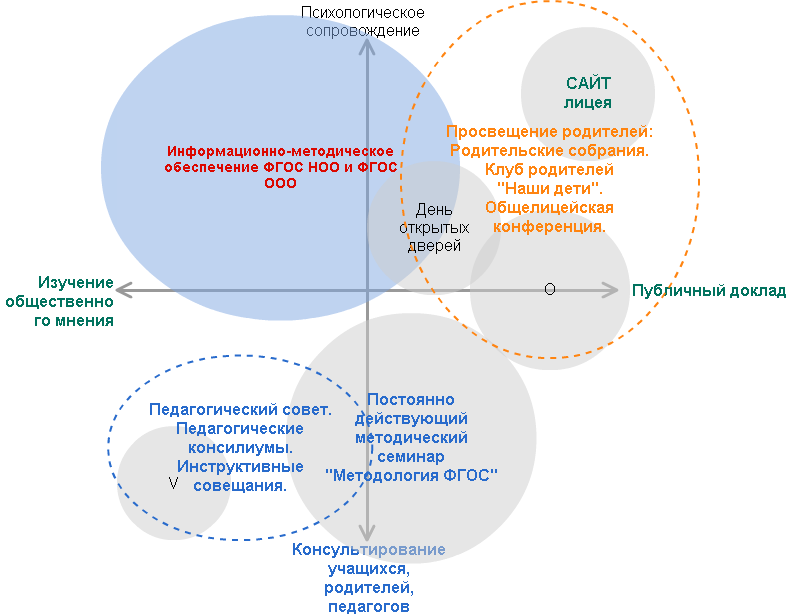 Психологическое
сопровождение
САЙТ
лицея
Информационно-методическое
обеспечение ФГОС НОО и ФГОС
ООО
Просвещение родителей:
Родительские собрания.
Клуб родителей
"Наши дети".
Общелицейская
конференция.
День
открытых
дверей
Изучение
общественно
го мнения
О
Публичный доклад
Педагогический совет.
Педагогические
консилиумы.
Инструктивные
совещания.
V
Постоянно
действующий
методический
семинар
"Методология ФГОС"
Консультирование
учащихся,
родителей,
педагогов